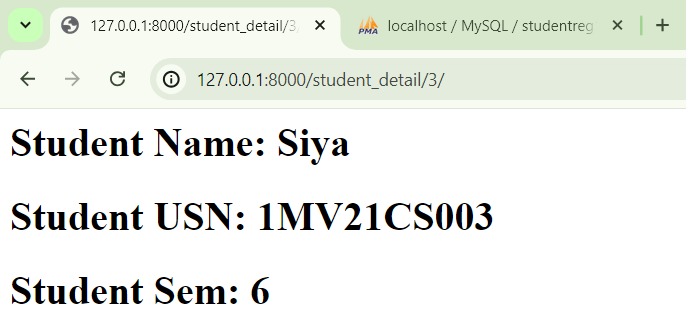 127.0.0.1:8000/student_detail/3
PMA localhost / MySQL / studentreg
127.0.0.1:8000/student_detail/3/
Student Name: Siya
Student USN: 1MV21CS003
Student Sem: 6